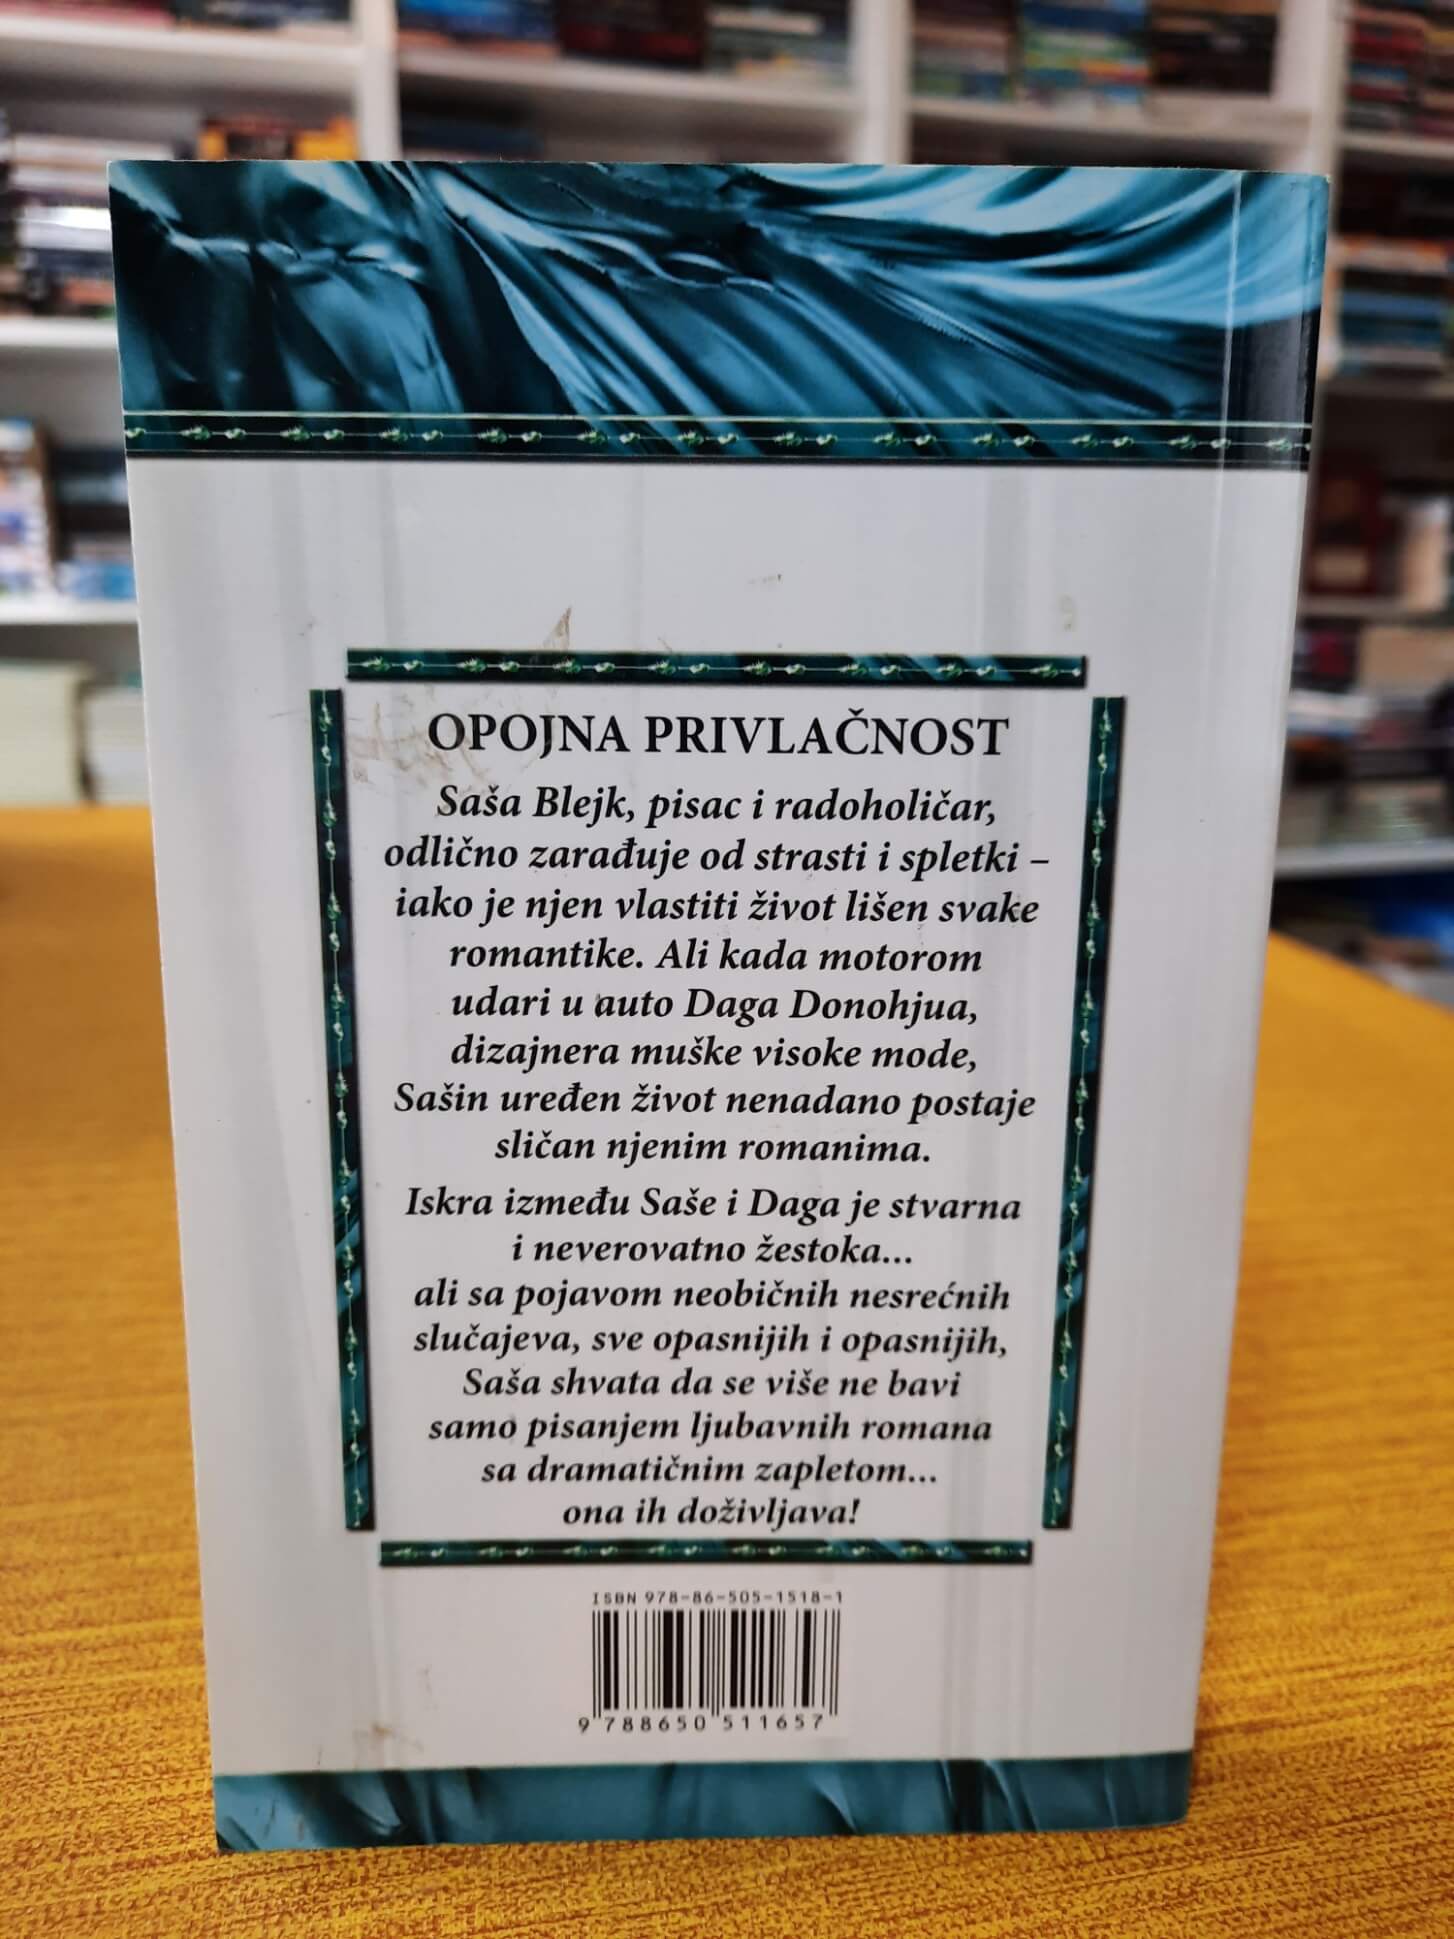 OPOJNA PRIVLAČNOST
Saša Blejk, pisac i radoholičar,
odlično zarađuje od strasti i spletki –
iako je njen vlastiti život lišen svake
romantike. Ali kada motorom
udari u auto Daga Donohjua,
dizajnera muške visoke mode,
Sašin uređen život nenadano postaje
sličan njenim romanima.
Iskra između Saše i Daga je stvarna
i neverovatno žestoka...
ali sa pojavom neobičnih nesrećnih
slučajeva, sve opasnijih i opasnijih,
Saša shvata da se više ne bavi
samo pisanjem ljubavnih romana
sa dramatičnim zapletom...
ona ih doživljava!
ISBN 978-86-505-1518-1
9 788650 511657